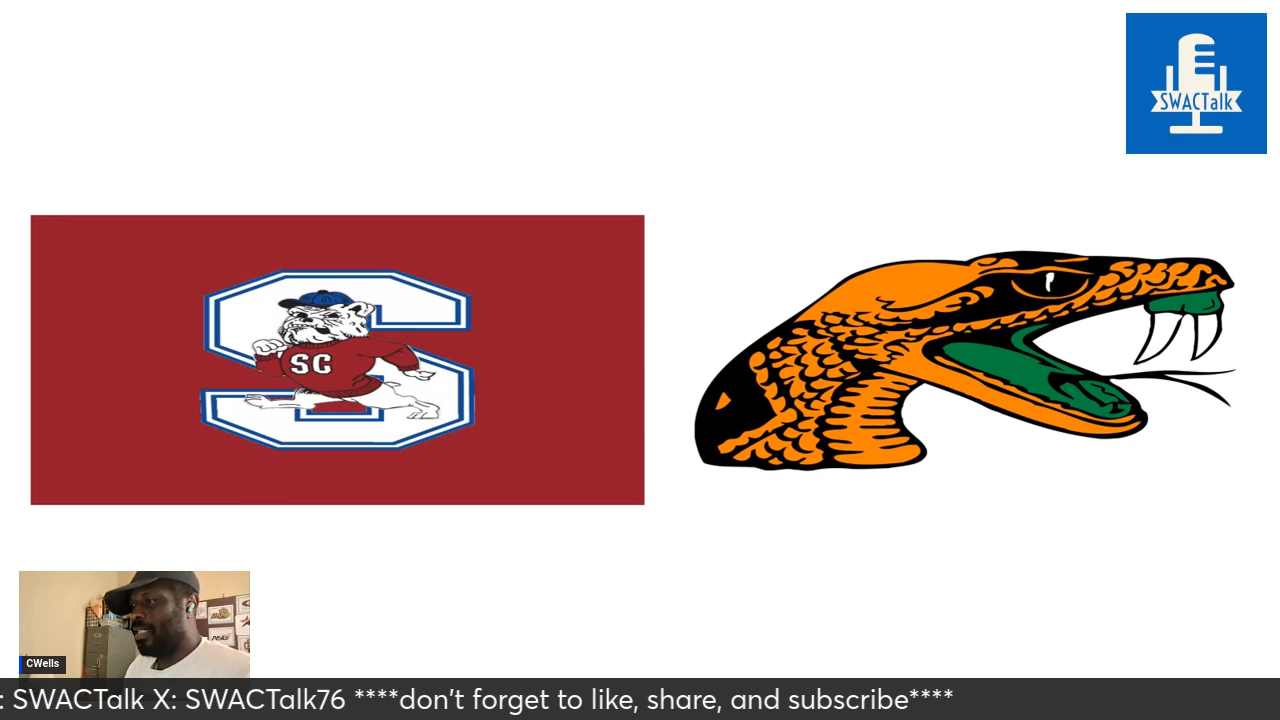 SWACTalk
SC
CWells
: SWACTalk X: SWACTalk76 ****don't forget to like, share, and subscribe****